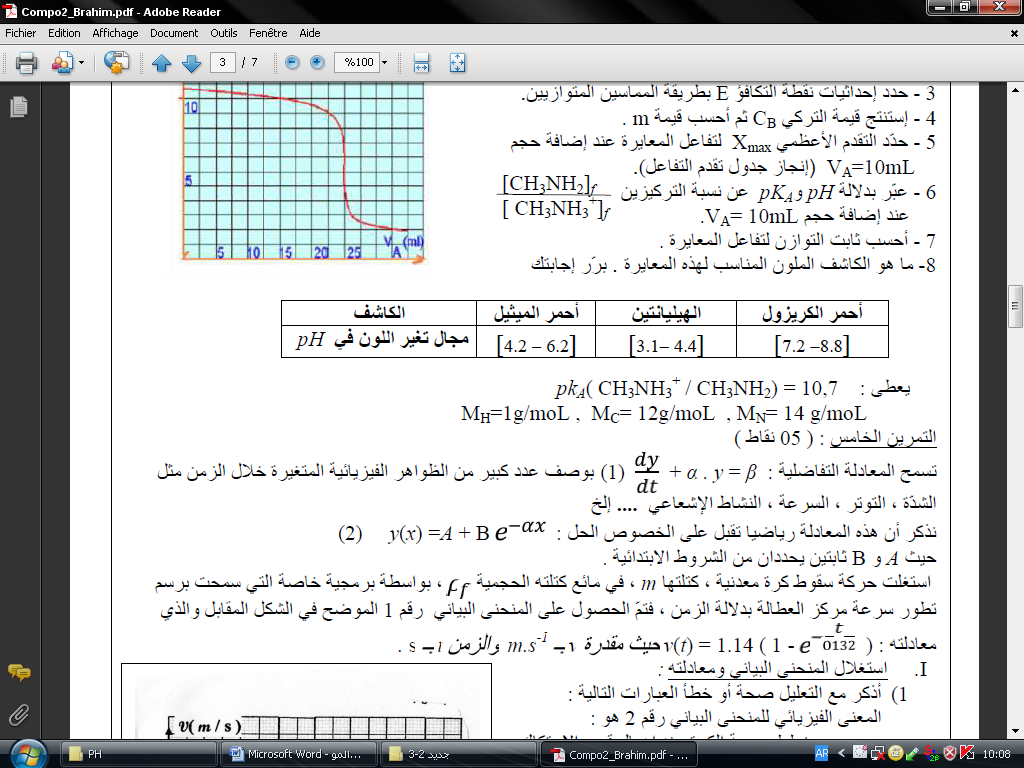 Compo2_Brahim.pdf - Adobe Reader
Fichier Edition Affichage Document Outils Fenêtre Aide
3 / 7 %100
3 - حدد إحداثيات نقطة التكافؤ E بطريقة المماسين المتوازيين.
4 - إستنتج قيمة التركي CB ثم أحسب قيمة m .
5 - حدّد التقدم الأعظمي Xmax لتفاعل المعايرة عند إضافة حجم
VA=10mL (إنجاز جدول تقدم التفاعل).
6 - عبّر بدلالة pH و pKA عن نسبة التركيزين [CH3NH2]f / [ CH3NH3+]f
عند إضافة حجم VA= 10mL.
7 - أحسب ثابت التوازن لتفاعل المعايرة .
8- ما هو الكاشف الملون المناسب لهذه المعايرة . برّر إجابتك
10
5
V A (ml)
5 10 15 20 25
الكاشف أحمر الميثيل الهيليانتين أحمر الكريزول
مجال تغير اللون في pH [4.2 – 6.2] [3.1– 4.4] [7.2 –8.8]
يعطى : pkA( CH3NH3+ / CH3NH2) = 10,7
MH=1g/moL , MC= 12g/moL , MN= 14 g/moL
التمرين الخامس : ( 05 نقاط )
تسمح المعادلة التفاضلية : dy/dt + α . y = β (1) بوصف عدد كبير من الظواهر الفيزيائية المتغيرة خلال الزمن مثل
الشدّة ، التوتر ، السرعة ، النشاط الإشعاعي .... إلخ
نذكر أن هذه المعادلة رياضيا تقبل على الخصوص الحل : y(x) =A + B e^−αx (2)
حيث A و B ثابتين يحددان من الشروط الابتدائية .
استغلت حركة سقوط كرة معدنية ، كتلتها m ، في مائع كتلته الحجمية ρf ، بواسطة برمجية خاصة التي سمحت برسم
تطور سرعة مركز العطالة بدلالة الزمن ، فتمّ الحصول على المنحنى البياني رقم 1 الموضح في الشكل المقابل والذي
معادلته : v(t) = 1.14 ( 1 - e^−t/0132 ) حيث مقدرة v بـ m.s-1 والزمن t بـ s .
I. استغلال المنحني البياني ومعادلته :
1) أذكر مع التعليل صحة أو خطأ العبارات التالية :
المعنى الفيزيائي للمنحنى البياني رقم 2 هو :
v( m / s )
PH
Microsoft Word - ...المو
جديد 2-3
Compo2_Brahim.pdf - ...
AR
10:08